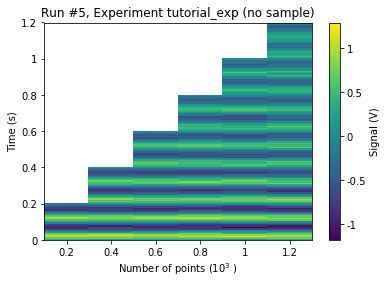 Run #5, Experiment tutorial_exp (no sample)
1.2
1
0.8
0.6
0.4
0.2
0
Time (s)
0.2 0.4 0.6 0.8 1 1.2
Number of points (10³ )
1
0.5
0
-0.5
-1
Signal (V)